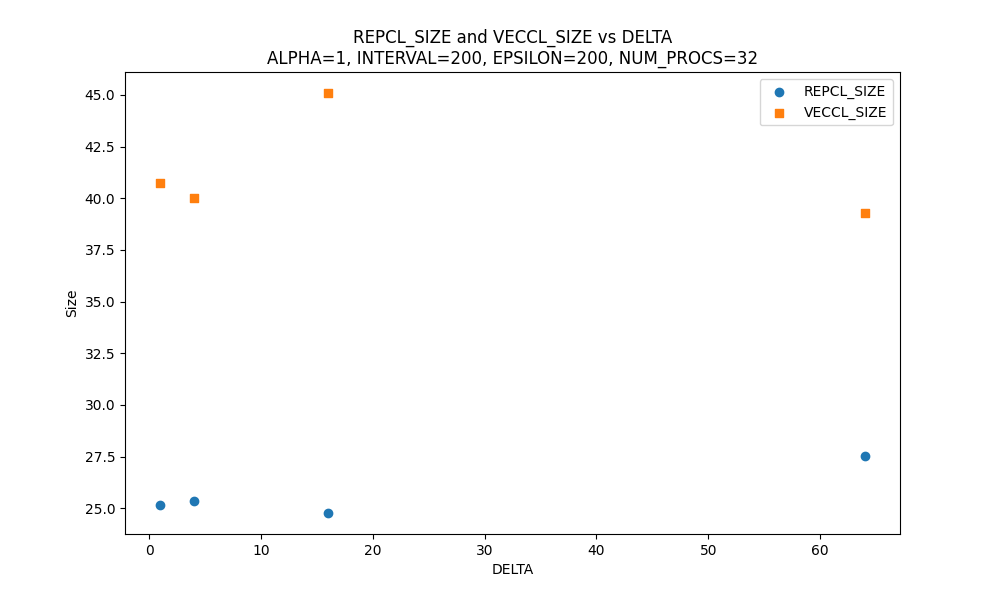 REPCL_SIZE and VECCL_SIZE vs DELTA
ALPHA=1, INTERVAL=200, EPSILON=200, NUM_PROCS=32
REPCL_SIZE
VECCL_SIZE
45.0
42.5
40.0
37.5
35.0
32.5
30.0
27.5
25.0
Size
0 10 20 30 40 50 60
DELTA